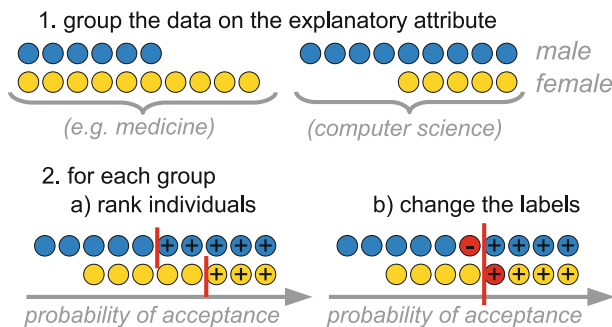 1. group the data on the explanatory attribute
male
female
(e.g. medicine)
(computer science)
2. for each group
a) rank individuals
+ + + + +
+ + +
probability of acceptance
b) change the labels
- + + + +
+ + + +
probability of acceptance